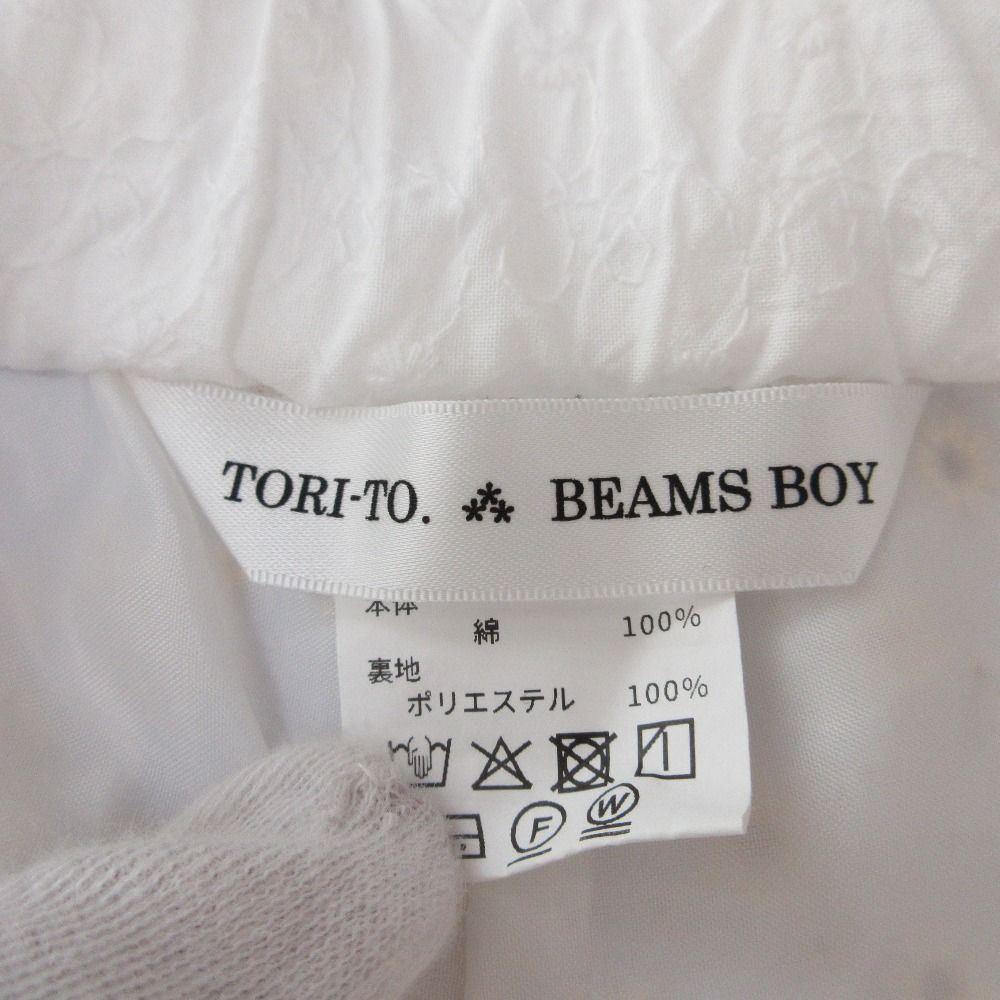 TORI-TO. BEAMS BOY
本体
綿 100%
裏地
ポリエステル 100%
F W